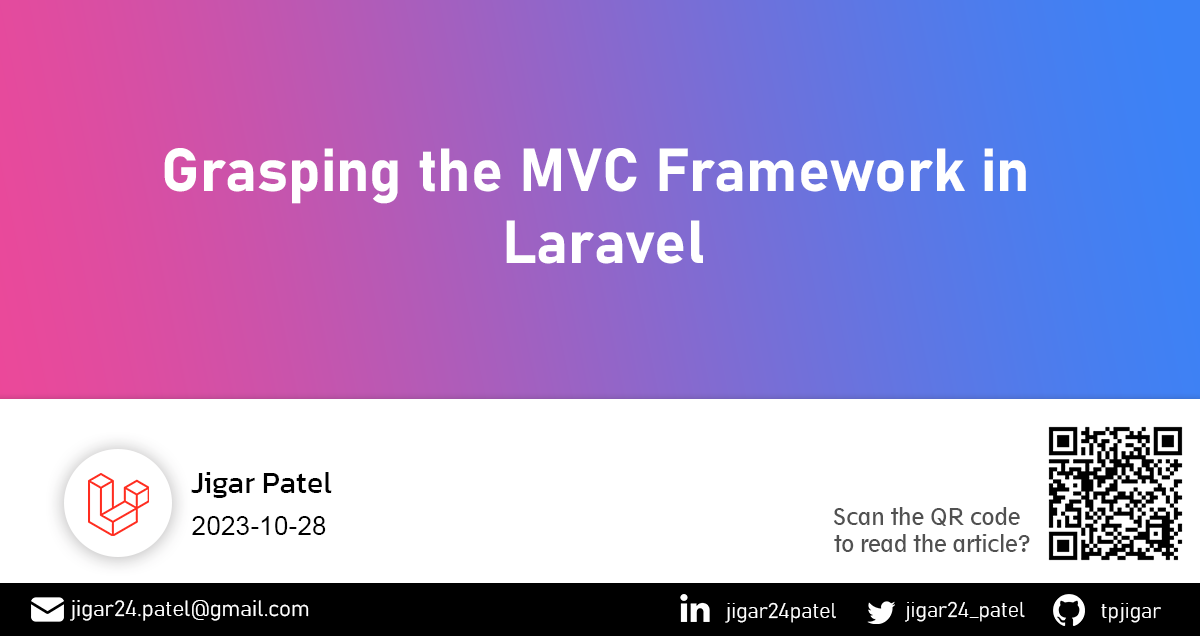 Grasping the MVC Framework in
Laravel
Jigar Patel
2023-10-28
Scan the QR code
to read the article?
jigar24.patel@gmail.com
jigar24patel
jigar24_patel
tpjigar